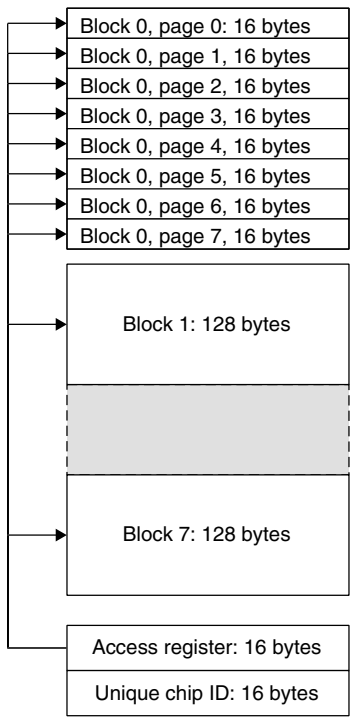 Block 0, page 0: 16 bytes
Block 0, page 1, 16 bytes
Block 0, page 2, 16 bytes
Block 0, page 3, 16 bytes
Block 0, page 4, 16 bytes
Block 0, page 5, 16 bytes
Block 0, page 6, 16 bytes
Block 0, page 7, 16 bytes
Block 1: 128 bytes
Block 7: 128 bytes
Access register: 16 bytes
Unique chip ID: 16 bytes